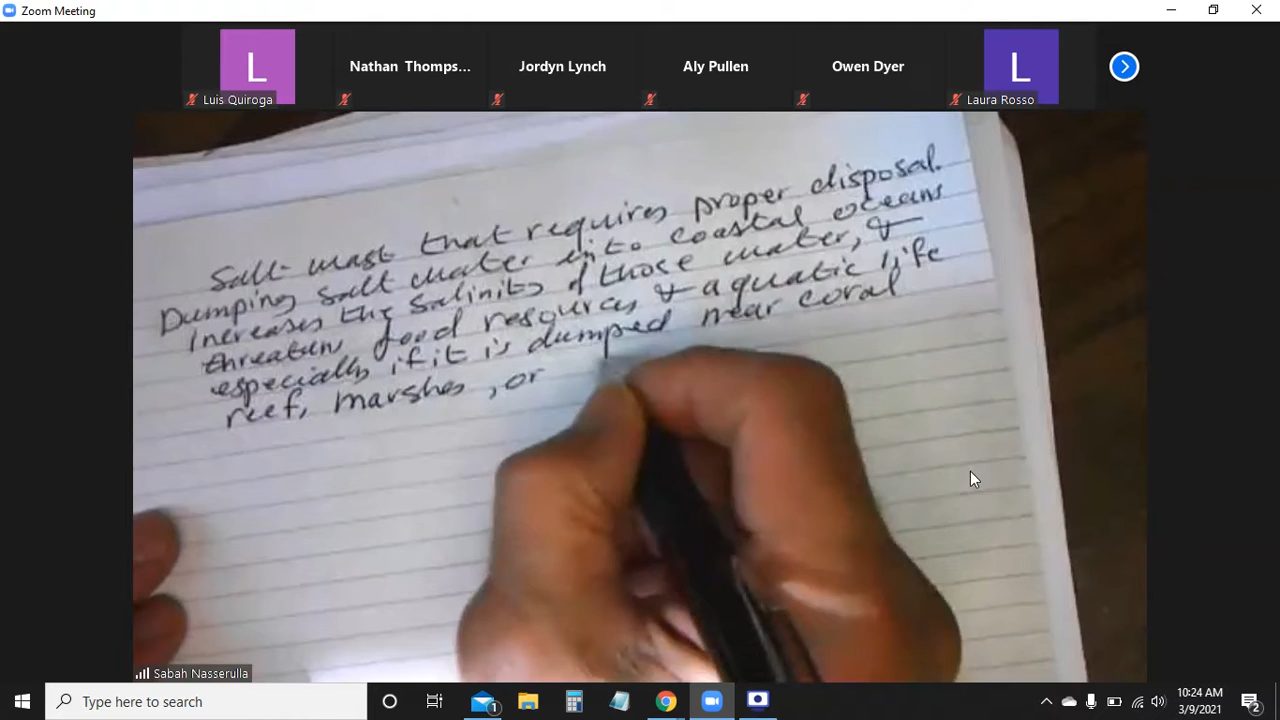 Zoom Meeting
L
Nathan Thomps...
Jordyn Lynch
Aly Pullen
Owen Dyer
L
Luis Quiroga
Laura Rosso
Salt wast that requires proper disposal.
Dumping salt water into coastal oceans
increases the salinity of those water, &
threaten food resources & aquatic life
especially if it is dumped near coral
reef, marshes, or
Sabah Nasserulla
Type here to search
1
10:24 AM
3/9/2021
2